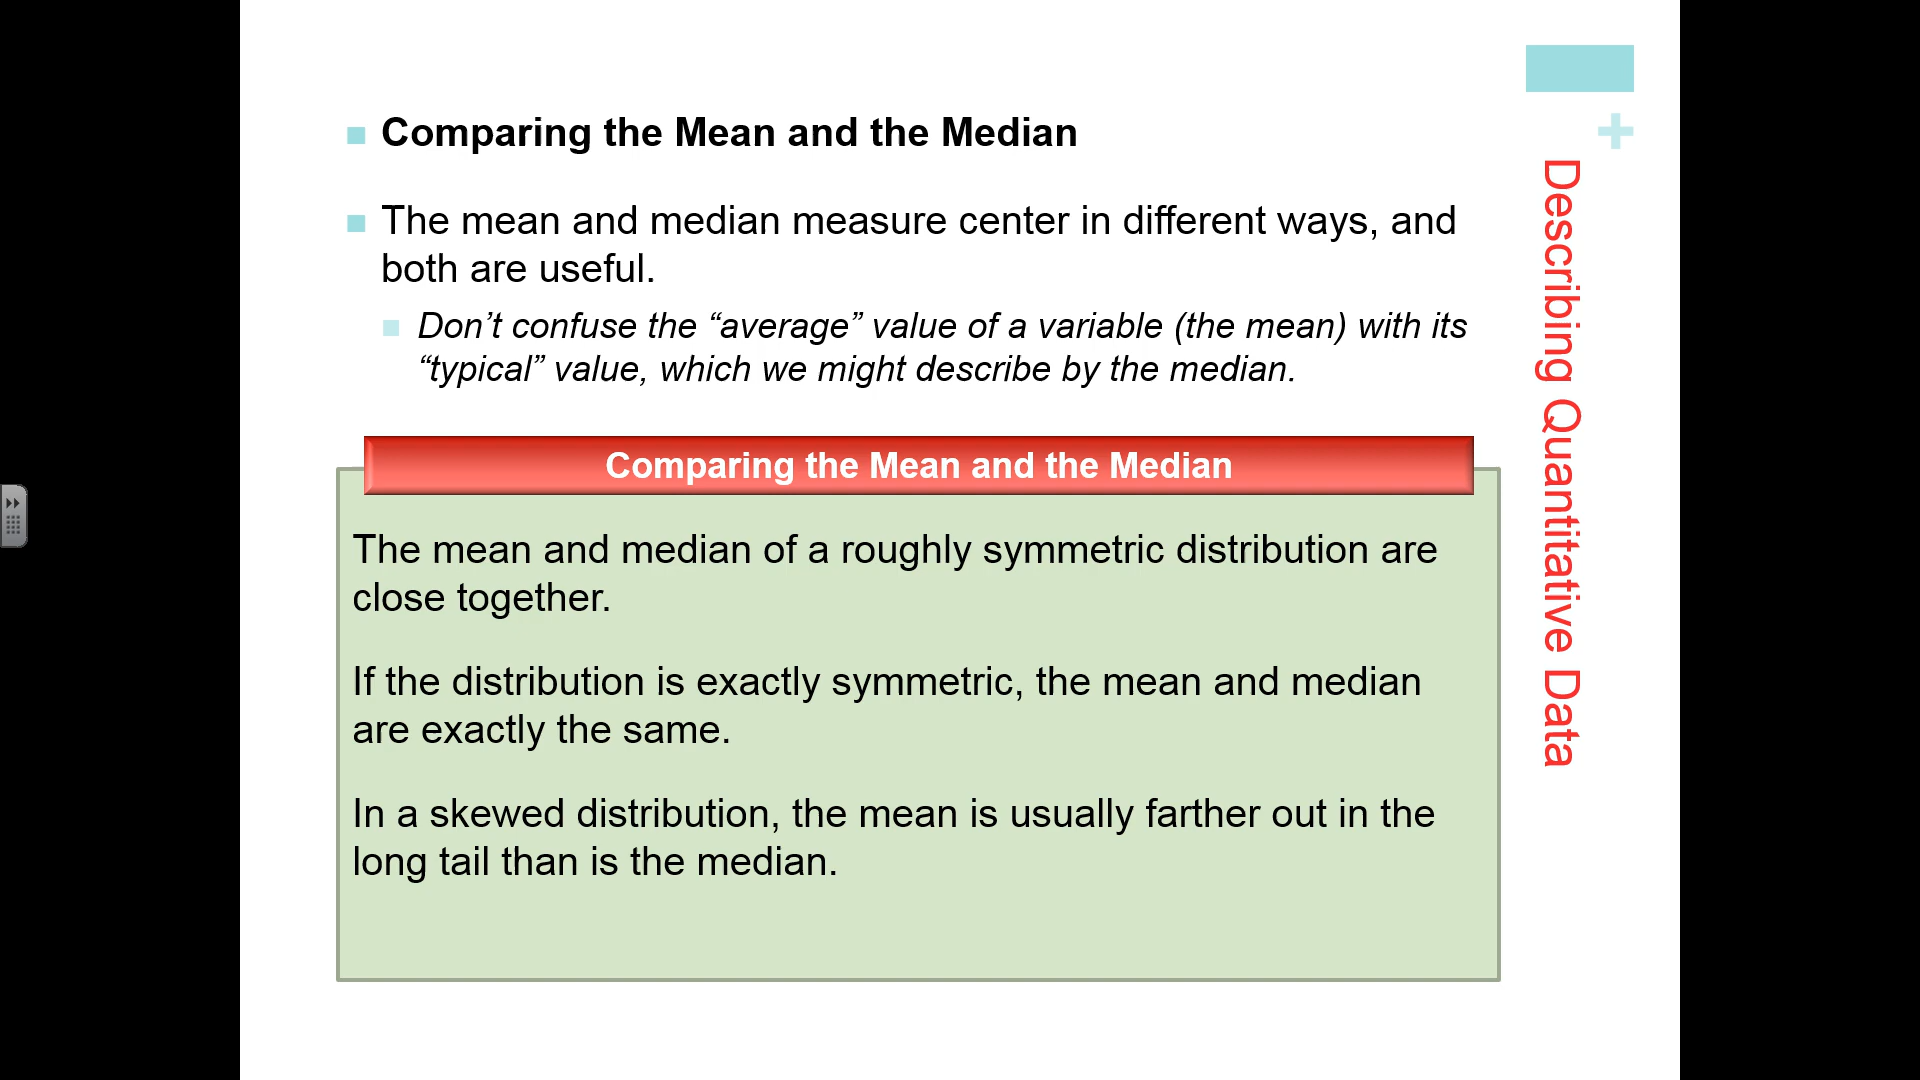 Comparing the Mean and the Median
The mean and median measure center in different ways, and
both are useful.
Don’t confuse the “average” value of a variable (the mean) with its
“typical” value, which we might describe by the median.
Comparing the Mean and the Median
The mean and median of a roughly symmetric distribution are
close together.
If the distribution is exactly symmetric, the mean and median
are exactly the same.
In a skewed distribution, the mean is usually farther out in the
long tail than is the median.
+
Describing Quantitative Data